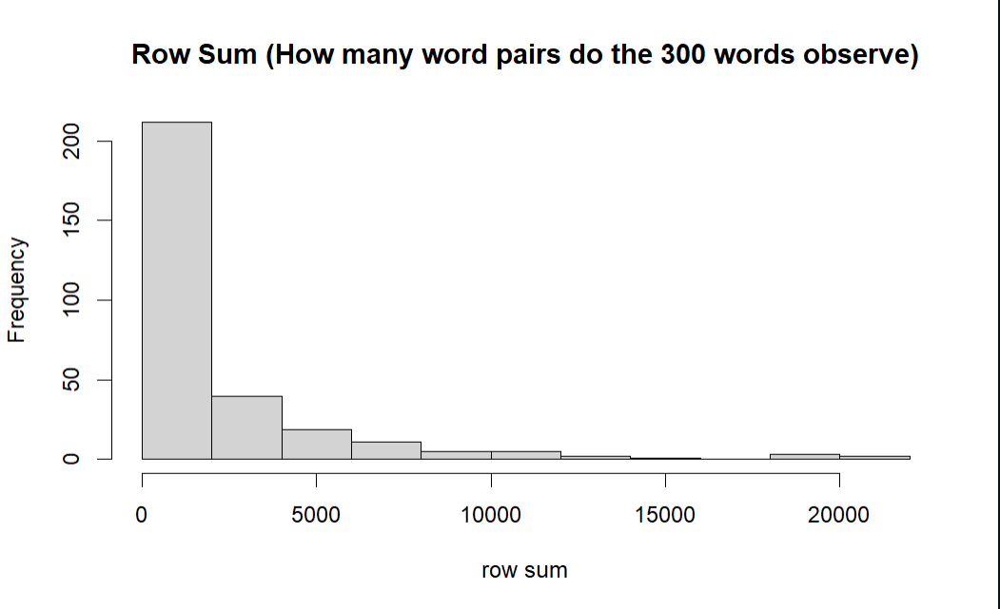 Row Sum (How many word pairs do the 300 words observe)
Frequency
200
150
100
50
0
0 5000 10000 15000 20000
row sum